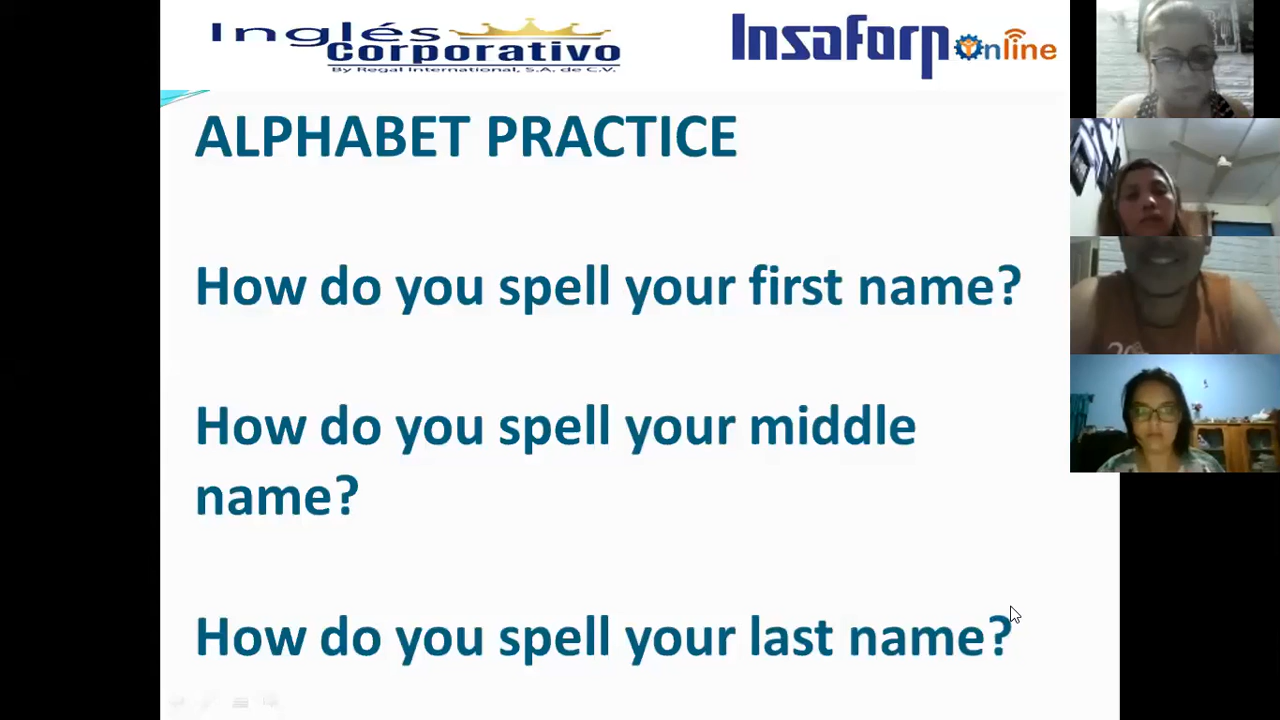 Inglés
Corporativo
By Regal International, S.A. de C.V.
Insaforp Online
ALPHABET PRACTICE
How do you spell your first name?
How do you spell your middle
name?
How do you spell your last name?